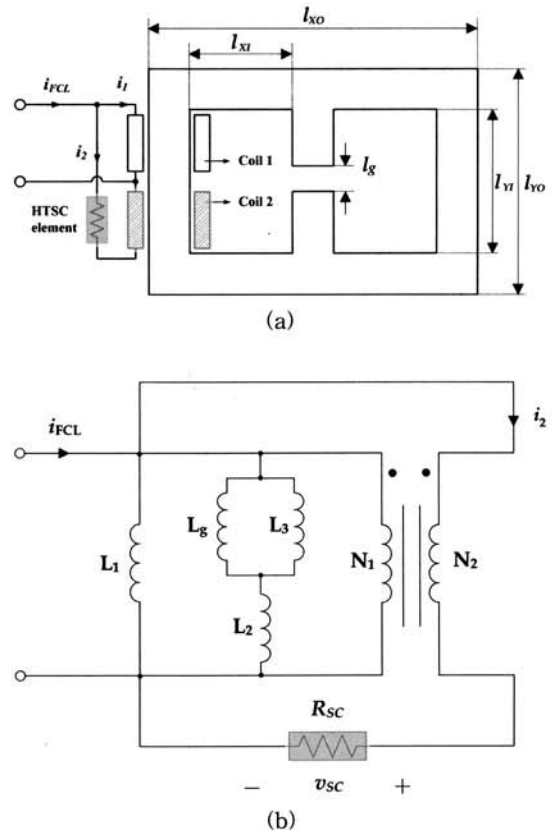 l_XO
l_XI
i_FCL
i_1
i_2
Coil 1
l_g
l_YI
l_YO
HTSC
element
Coil 2
(a)
i_FCL
i_2
L_g
L_3
L_1
N_1
N_2
L_2
R_SC
− v_SC +
(b)